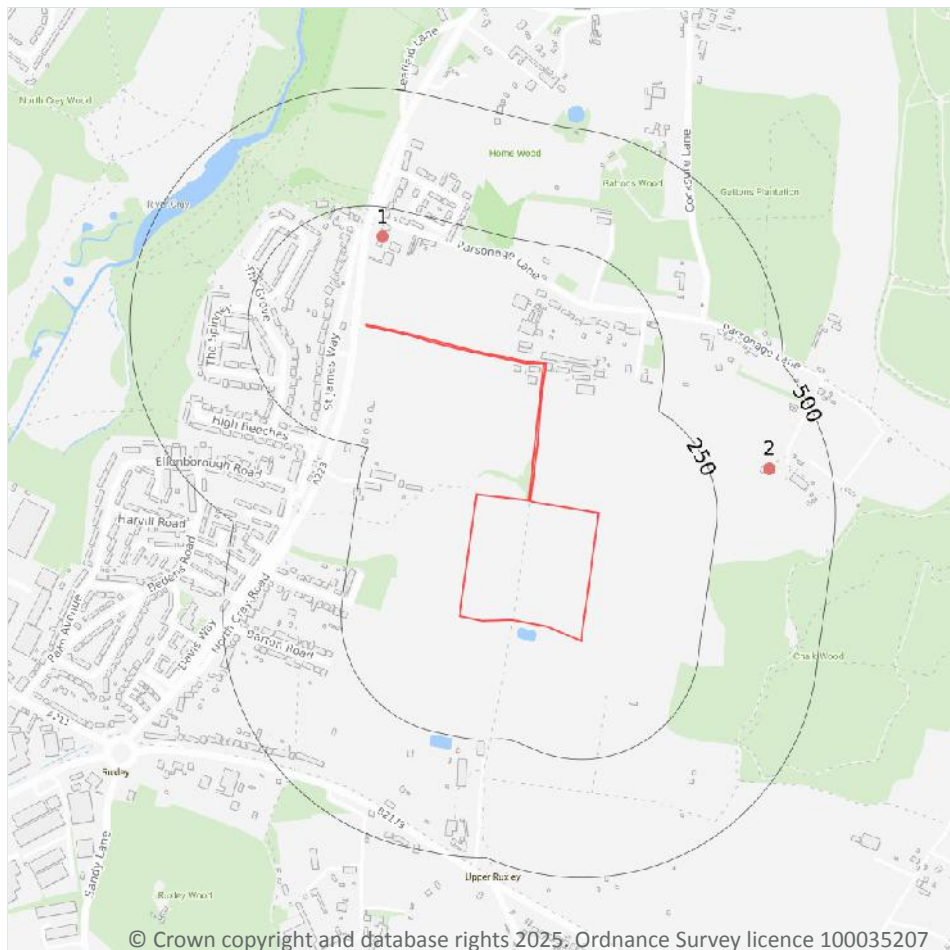 Leafield Lane
North Cray Wood
Home Wood
Cocksure Lane
Gattons Wood
Gattons Plantation
River Cray
1
Parsonage Lane
The Grove
The Spinney
St James Way
Parsonage Lane
500
High Beeches
250
2
Ellenborough Road
A223
Harvill Road
Bedens Road
North Cray Road
Palm Avenue
Davis Way
Barton Road
Chalk Wood
A211
Ruxley
B2173
Sandy Lane
Upper Ruxley
Ruxley Wood
© Crown copyright and database rights 2025. Ordnance Survey licence 100035207